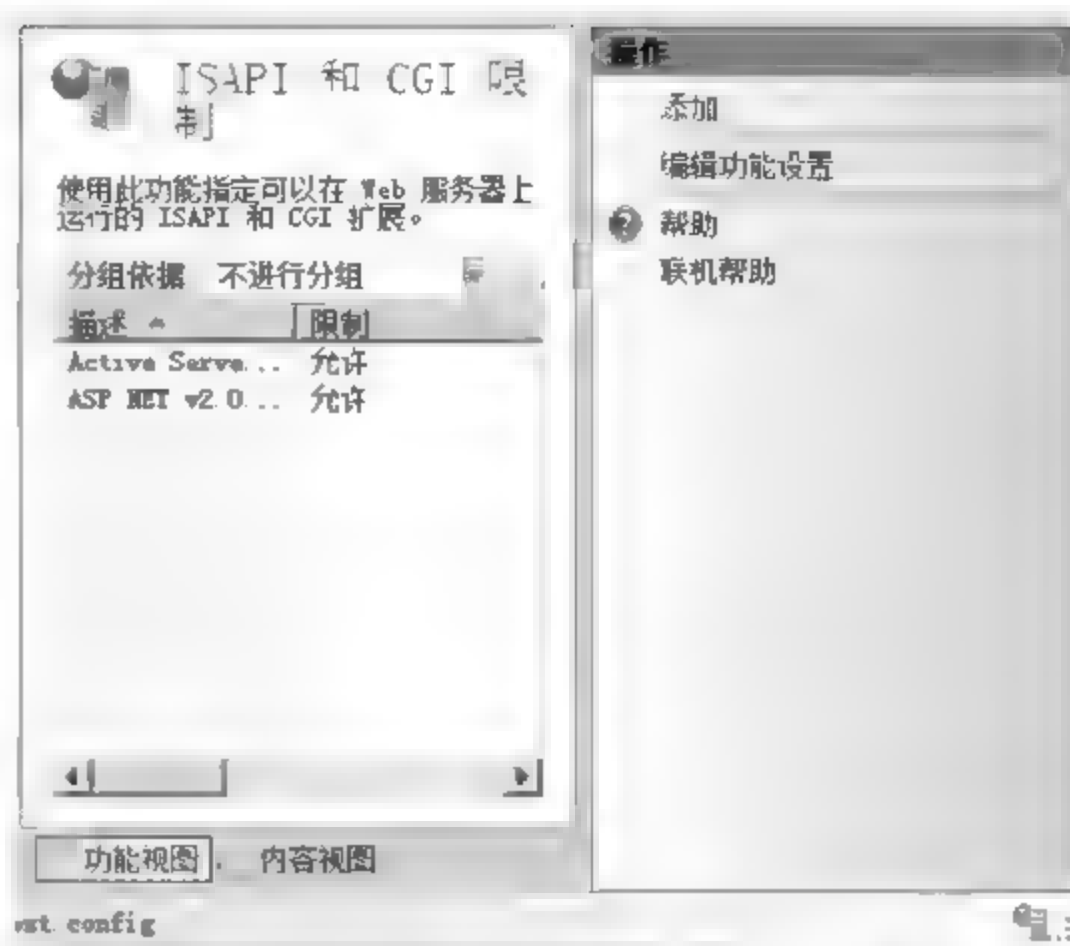 ISAPI 和 CGI 限
制
使用此功能指定可以在 Web 服务器上
运行的 ISAPI 和 CGI 扩展。
分组依据 不进行分组
描述 限制
Active Serve... 允许
ASP NET v2.0... 允许
功能视图 内容视图
config
操作
添加
编辑功能设置
帮助
联机帮助